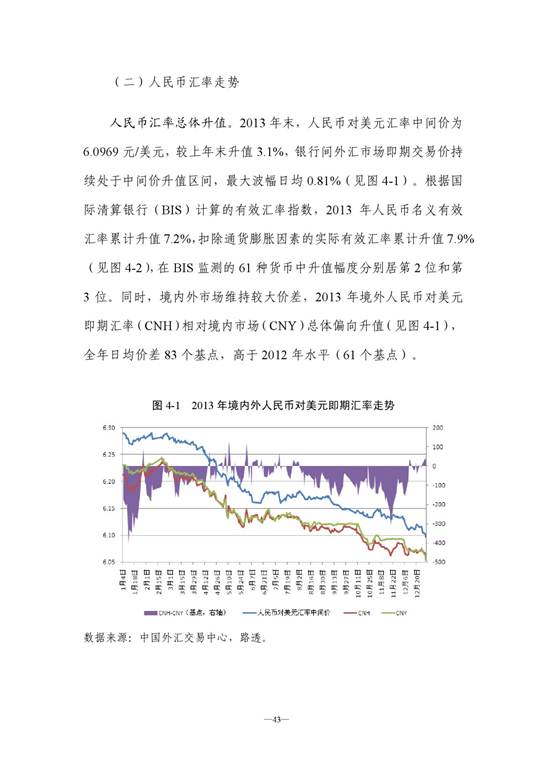 （二）人民币汇率走势
人民币汇率总体升值。2013 年末，人民币对美元汇率中间价为
6.0969 元/美元，较上年末升值 3.1%，银行间外汇市场即期交易价持
续处于中间价升值区间，最大波幅日均 0.81%（见图 4-1）。根据国
际清算银行（BIS）计算的有效汇率指数，2013 年人民币名义有效
汇率累计升值 7.2%，扣除通货膨胀因素的实际有效汇率累计升值 7.9%
（见图 4-2），在 BIS 监测的 61 种货币中升值幅度分别居第 2 位和第
3 位。同时，境内外市场维持较大价差，2013 年境外人民币对美元
即期汇率（CNH）相对境内市场（CNY）总体偏向升值（见图 4-1），
全年日均价差 83 个基点，高于 2012 年水平（61 个基点）。
图 4-1 2013 年境内外人民币对美元即期汇率走势
6.30 200
100
6.25 0
6.20 -100
-200
6.15 -300
6.10 -400
6.05 -500
1月4日 1月18日 2月1日 2月15日 3月1日 3月15日 3月29日 4月12日 4月26日 5月10日 5月24日 6月7日 6月21日 7月5日 7月19日 8月2日 8月16日 8月30日 9月13日 9月27日 10月11日 10月25日 11月8日 11月22日 12月6日 12月20日
CNH-CNY（基点，右轴） 人民币对美元汇率中间价 CNH CNY
数据来源：中国外汇交易中心，路透。
—43—